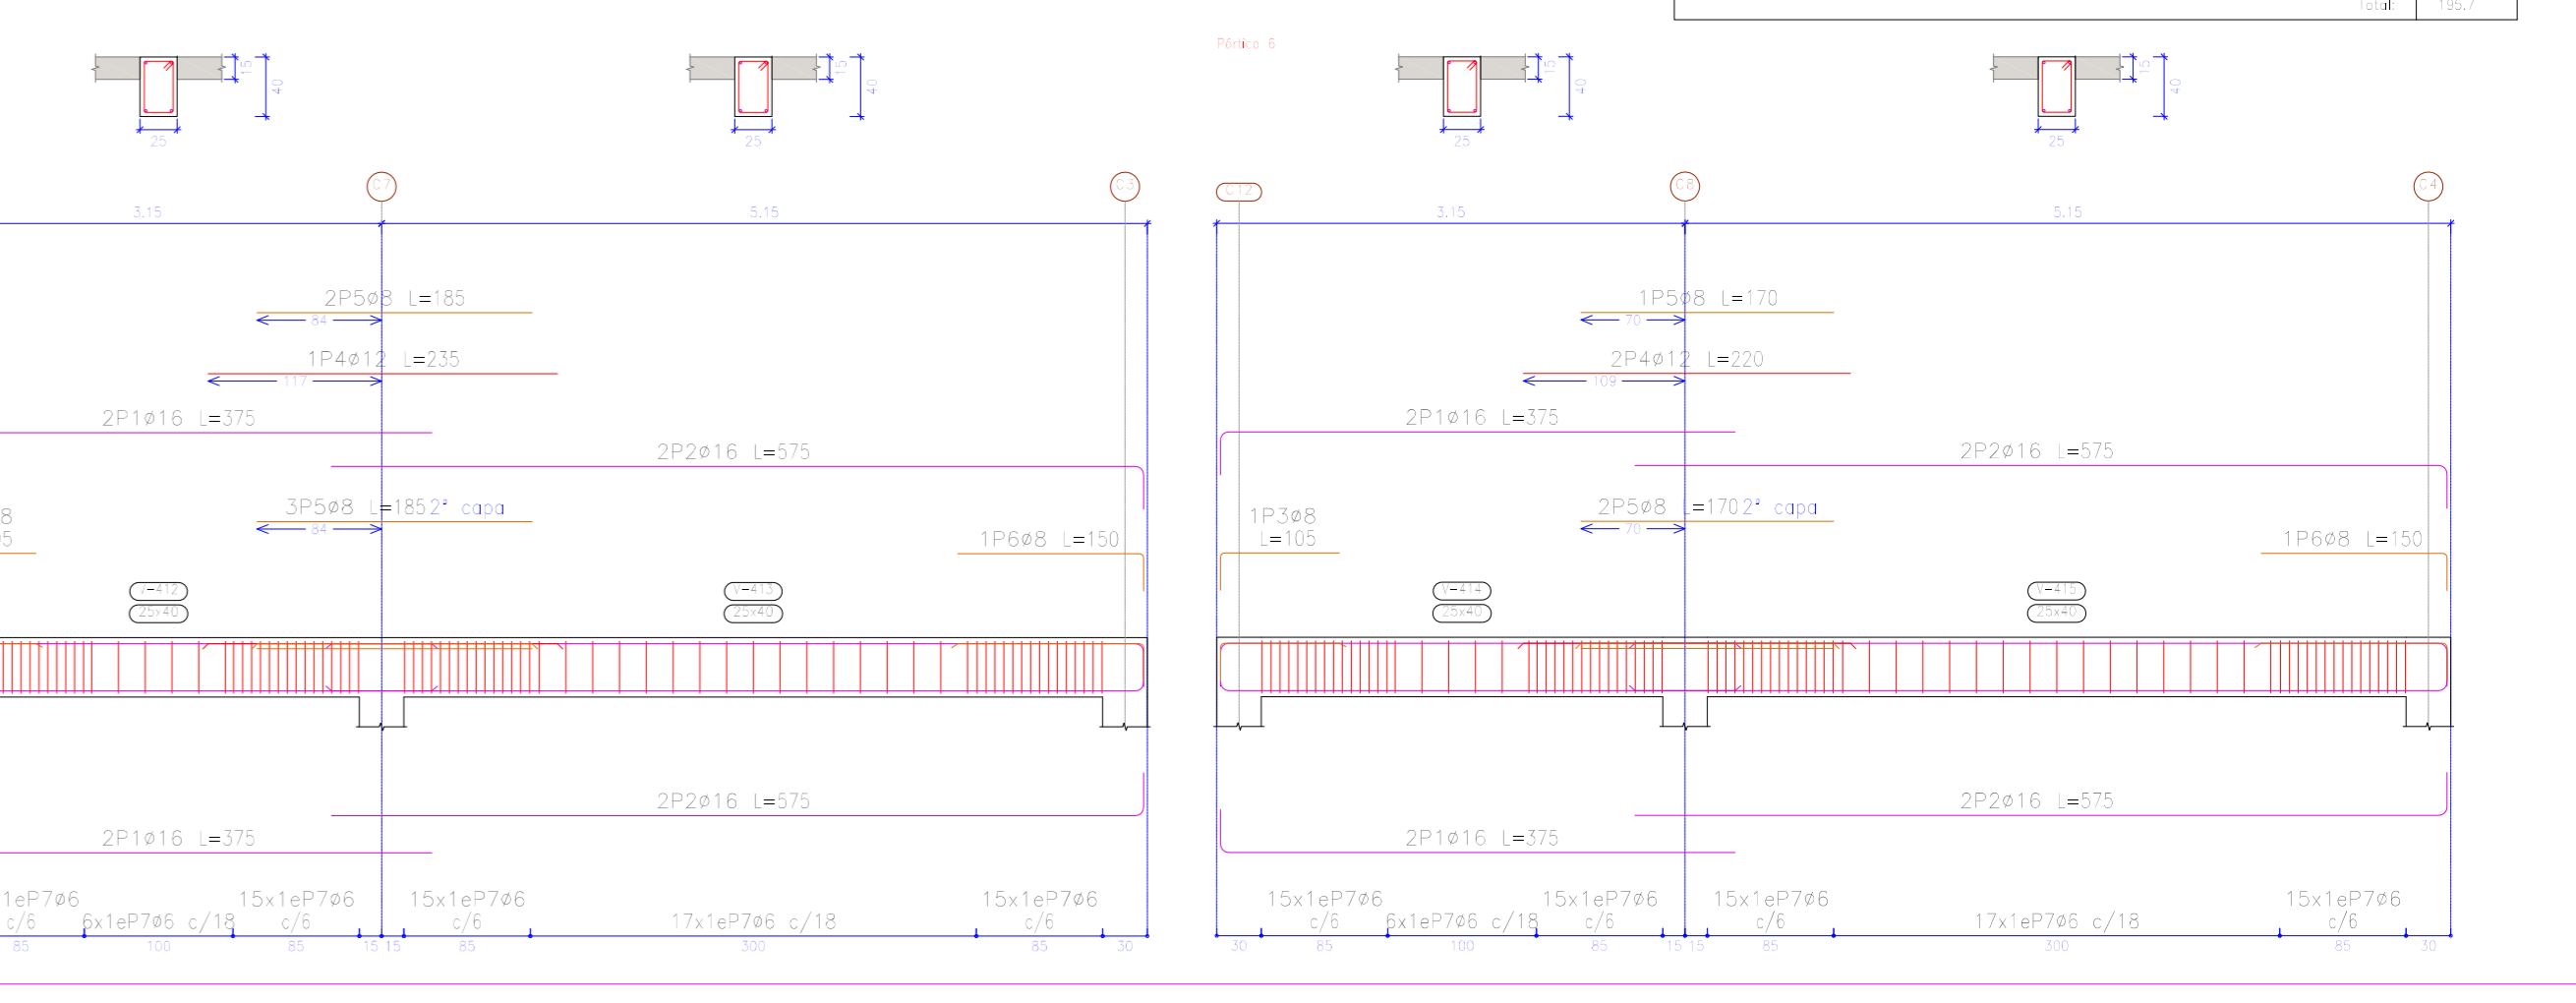 Total: 195.7
Pórtico 6
15
40
25
15
40
25
15
40
25
15
40
25
C7
C3
C12
C8
C4
3.15
5.15
3.15
5.15
2P5ø8 L=185
84
1P4ø12 L=235
117
2P1ø16 L=375
2P2ø16 L=575
3P5ø8 L=185 2ª capa
84
8
5
1P6ø8 L=150
V-412
25x40
V-413
25x40
1P5ø8 L=170
70
2P4ø12 L=220
109
2P1ø16 L=375
2P2ø16 L=575
2P5ø8 L=170 2ª capa
70
1P3ø8
L=105
1P6ø8 L=150
V-414
25x40
V-415
25x40
2P2ø16 L=575
2P1ø16 L=375
2P2ø16 L=575
2P1ø16 L=375
1eP7ø6
c/6
6x1eP7ø6 c/18
15x1eP7ø6
c/6
15x1eP7ø6
c/6
17x1eP7ø6 c/18
15x1eP7ø6
c/6
85
100
85
15
15
85
300
85
30
15x1eP7ø6
c/6
6x1eP7ø6 c/18
15x1eP7ø6
c/6
15x1eP7ø6
c/6
17x1eP7ø6 c/18
15x1eP7ø6
c/6
30
85
100
85
15
15
85
300
85
30